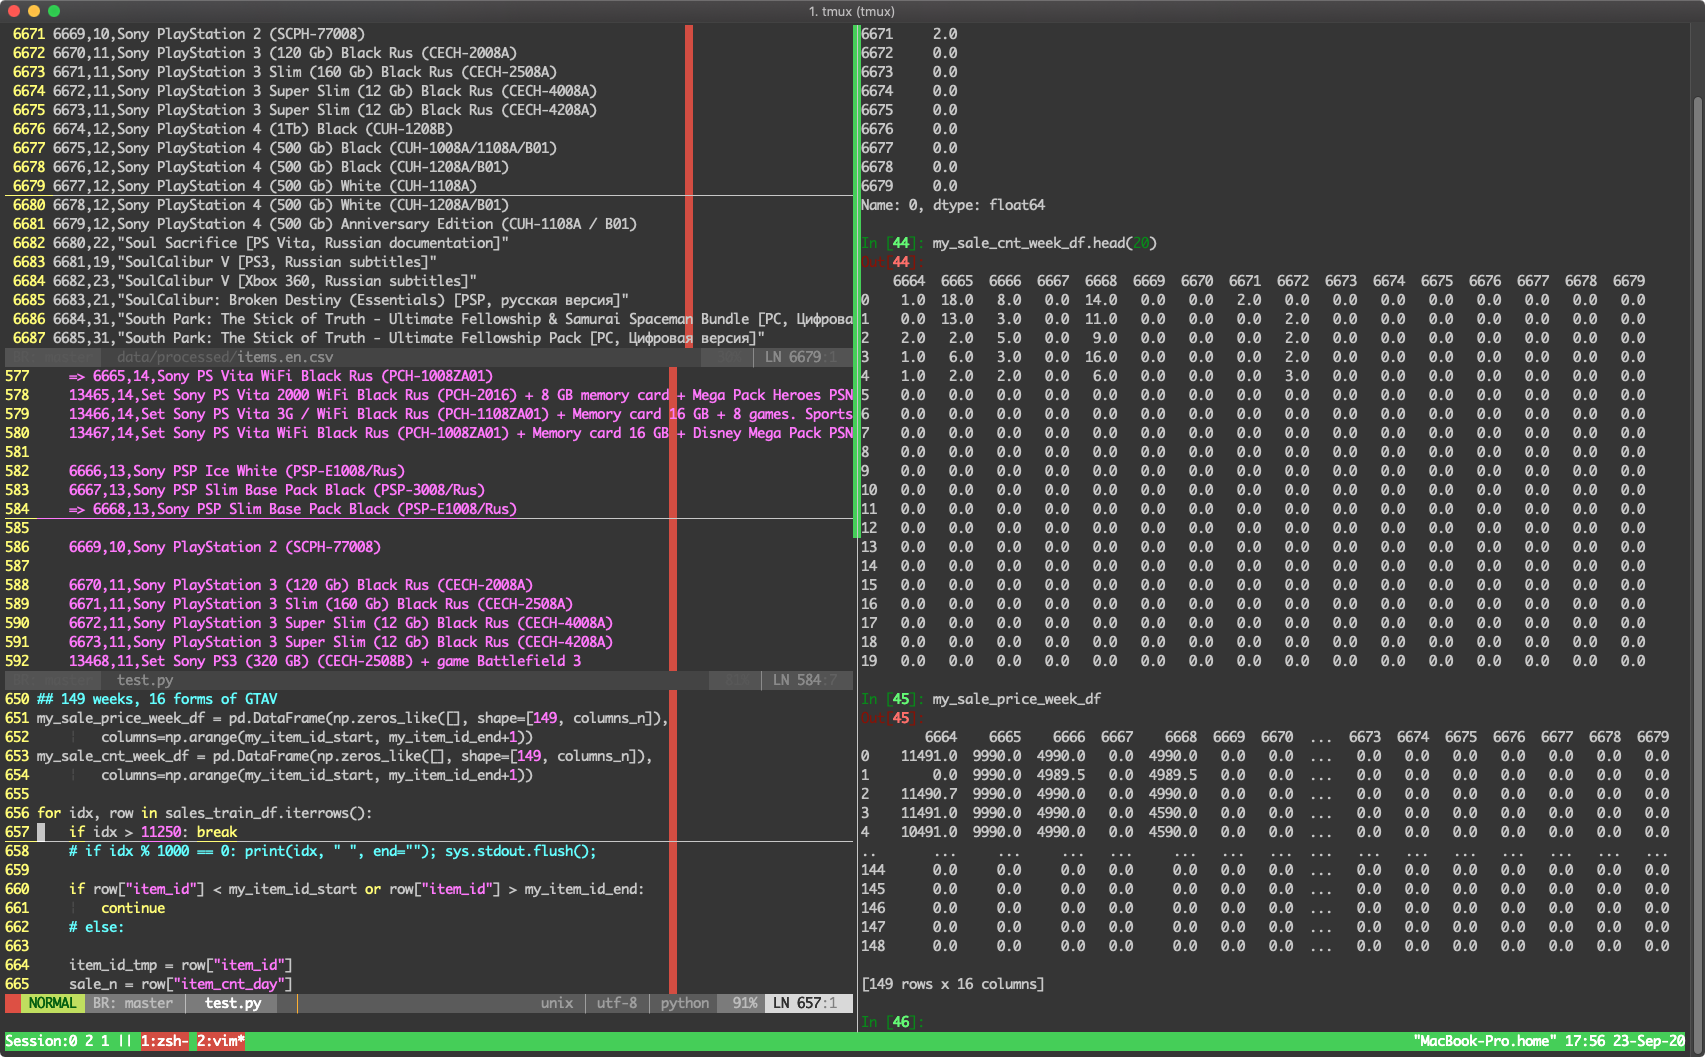 1. tmux (tmux)
6671 6669,10,Sony PlayStation 2 (SCPH-77008)
6672 6670,11,Sony PlayStation 3 (120 Gb) Black Rus (CECH-2008A)
6673 6671,11,Sony PlayStation 3 Slim (160 Gb) Black Rus (CECH-2508A)
6674 6672,11,Sony PlayStation 3 Super Slim (12 Gb) Black Rus (CECH-4008A)
6675 6673,11,Sony PlayStation 3 Super Slim (12 Gb) Black Rus (CECH-4208A)
6676 6674,12,Sony PlayStation 4 (1Tb) Black (CUH-1208B)
6677 6675,12,Sony PlayStation 4 (500 Gb) Black (CUH-1008A/1108A/B01)
6678 6676,12,Sony PlayStation 4 (500 Gb) Black (CUH-1208A/B01)
6679 6677,12,Sony PlayStation 4 (500 Gb) White (CUH-1108A)
6680 6678,12,Sony PlayStation 4 (500 Gb) White (CUH-1208A/B01)
6681 6679,12,Sony PlayStation 4 (500 Gb) Anniversary Edition (CUH-1108A / B01)
6682 6680,22,"Soul Sacrifice [PS Vita, Russian documentation]"
6683 6681,19,"SoulCalibur V [PS3, Russian subtitles]"
6684 6682,23,"SoulCalibur V [Xbox 360, Russian subtitles]"
6685 6683,21,"SoulCalibur: Broken Destiny (Essentials) [PSP, русская версия]"
6686 6684,31,"South Park: The Stick of Truth - Ultimate Fellowship & Samurai Spaceman Bundle [PC, Цифрова
6687 6685,31,"South Park: The Stick of Truth - Ultimate Fellowship Pack [PC, Цифровая версия]"
data/processed/items.en.csv LN 6679:1
577 => 6665,14,Sony PS Vita WiFi Black Rus (PCH-1008ZA01)
578 13465,14,Set Sony PS Vita 2000 WiFi Black Rus (PCH-2016) + 8 GB memory card + Mega Pack Heroes PSN
579 13466,14,Set Sony PS Vita 3G / WiFi Black Rus (PCH-1108ZA01) + Memory card 16 GB + 8 games. Sports
580 13467,14,Set Sony PS Vita WiFi Black Rus (PCH-1008ZA01) + Memory card 16 GB + Disney Mega Pack PSN
581
582 6666,13,Sony PSP Ice White (PSP-E1008/Rus)
583 6667,13,Sony PSP Slim Base Pack Black (PSP-3008/Rus)
584 => 6668,13,Sony PSP Slim Base Pack Black (PSP-E1008/Rus)
585
586 6669,10,Sony PlayStation 2 (SCPH-77008)
587
588 6670,11,Sony PlayStation 3 (120 Gb) Black Rus (CECH-2008A)
589 6671,11,Sony PlayStation 3 Slim (160 Gb) Black Rus (CECH-2508A)
590 6672,11,Sony PlayStation 3 Super Slim (12 Gb) Black Rus (CECH-4008A)
591 6673,11,Sony PlayStation 3 Super Slim (12 Gb) Black Rus (CECH-4208A)
592 13468,11,Set Sony PS3 (320 GB) (CECH-2508B) + game Battlefield 3
test.py LN 584:7
650 ## 149 weeks, 16 forms of GTAV
651 my_sale_price_week_df = pd.DataFrame(np.zeros_like([], shape=[149, columns_n]),
652 columns=np.arange(my_item_id_start, my_item_id_end+1))
653 my_sale_cnt_week_df = pd.DataFrame(np.zeros_like([], shape=[149, columns_n]),
654 columns=np.arange(my_item_id_start, my_item_id_end+1))
655
656 for idx, row in sales_train_df.iterrows():
657 if idx > 11250: break
658 # if idx % 1000 == 0: print(idx, " ", end=""); sys.stdout.flush();
659
660 if row["item_id"] < my_item_id_start or row["item_id"] > my_item_id_end:
661 continue
662 # else:
663
664 item_id_tmp = row["item_id"]
665 sale_n = row["item_cnt_day"]
NORMAL BR: master test.py unix utf-8 python 91% LN 657:1
6671 2.0
6672 0.0
6673 0.0
6674 0.0
6675 0.0
6676 0.0
6677 0.0
6678 0.0
6679 0.0
Name: 0, dtype: float64
In [44]: my_sale_cnt_week_df.head(20)
Out[44]:
6664 6665 6666 6667 6668 6669 6670 6671 6672 6673 6674 6675 6676 6677 6678 6679
0 1.0 18.0 8.0 0.0 14.0 0.0 0.0 2.0 0.0 0.0 0.0 0.0 0.0 0.0 0.0 0.0
1 0.0 13.0 3.0 0.0 11.0 0.0 0.0 0.0 2.0 0.0 0.0 0.0 0.0 0.0 0.0 0.0
2 2.0 2.0 5.0 0.0 9.0 0.0 0.0 0.0 2.0 0.0 0.0 0.0 0.0 0.0 0.0 0.0
3 1.0 6.0 3.0 0.0 16.0 0.0 0.0 0.0 2.0 0.0 0.0 0.0 0.0 0.0 0.0 0.0
4 1.0 2.0 2.0 0.0 6.0 0.0 0.0 0.0 3.0 0.0 0.0 0.0 0.0 0.0 0.0 0.0
5 0.0 0.0 0.0 0.0 0.0 0.0 0.0 0.0 0.0 0.0 0.0 0.0 0.0 0.0 0.0 0.0
6 0.0 0.0 0.0 0.0 0.0 0.0 0.0 0.0 0.0 0.0 0.0 0.0 0.0 0.0 0.0 0.0
7 0.0 0.0 0.0 0.0 0.0 0.0 0.0 0.0 0.0 0.0 0.0 0.0 0.0 0.0 0.0 0.0
8 0.0 0.0 0.0 0.0 0.0 0.0 0.0 0.0 0.0 0.0 0.0 0.0 0.0 0.0 0.0 0.0
9 0.0 0.0 0.0 0.0 0.0 0.0 0.0 0.0 0.0 0.0 0.0 0.0 0.0 0.0 0.0 0.0
10 0.0 0.0 0.0 0.0 0.0 0.0 0.0 0.0 0.0 0.0 0.0 0.0 0.0 0.0 0.0 0.0
11 0.0 0.0 0.0 0.0 0.0 0.0 0.0 0.0 0.0 0.0 0.0 0.0 0.0 0.0 0.0 0.0
12 0.0 0.0 0.0 0.0 0.0 0.0 0.0 0.0 0.0 0.0 0.0 0.0 0.0 0.0 0.0 0.0
13 0.0 0.0 0.0 0.0 0.0 0.0 0.0 0.0 0.0 0.0 0.0 0.0 0.0 0.0 0.0 0.0
14 0.0 0.0 0.0 0.0 0.0 0.0 0.0 0.0 0.0 0.0 0.0 0.0 0.0 0.0 0.0 0.0
15 0.0 0.0 0.0 0.0 0.0 0.0 0.0 0.0 0.0 0.0 0.0 0.0 0.0 0.0 0.0 0.0
16 0.0 0.0 0.0 0.0 0.0 0.0 0.0 0.0 0.0 0.0 0.0 0.0 0.0 0.0 0.0 0.0
17 0.0 0.0 0.0 0.0 0.0 0.0 0.0 0.0 0.0 0.0 0.0 0.0 0.0 0.0 0.0 0.0
18 0.0 0.0 0.0 0.0 0.0 0.0 0.0 0.0 0.0 0.0 0.0 0.0 0.0 0.0 0.0 0.0
19 0.0 0.0 0.0 0.0 0.0 0.0 0.0 0.0 0.0 0.0 0.0 0.0 0.0 0.0 0.0 0.0
In [45]: my_sale_price_week_df
Out[45]:
6664 6665 6666 6667 6668 6669 6670 ... 6673 6674 6675 6676 6677 6678 6679
0 11491.0 9990.0 4990.0 0.0 4990.0 0.0 0.0 ... 0.0 0.0 0.0 0.0 0.0 0.0 0.0
1 0.0 9990.0 4989.5 0.0 4989.5 0.0 0.0 ... 0.0 0.0 0.0 0.0 0.0 0.0 0.0
2 11490.7 9990.0 4990.0 0.0 4990.0 0.0 0.0 ... 0.0 0.0 0.0 0.0 0.0 0.0 0.0
3 11491.0 9990.0 4990.0 0.0 4590.0 0.0 0.0 ... 0.0 0.0 0.0 0.0 0.0 0.0 0.0
4 10491.0 9990.0 4990.0 0.0 4590.0 0.0 0.0 ... 0.0 0.0 0.0 0.0 0.0 0.0 0.0
.. ... ... ... ... ... ... ... ... ... ... ... ... ... ... ...
144 0.0 0.0 0.0 0.0 0.0 0.0 0.0 ... 0.0 0.0 0.0 0.0 0.0 0.0 0.0
145 0.0 0.0 0.0 0.0 0.0 0.0 0.0 ... 0.0 0.0 0.0 0.0 0.0 0.0 0.0
146 0.0 0.0 0.0 0.0 0.0 0.0 0.0 ... 0.0 0.0 0.0 0.0 0.0 0.0 0.0
147 0.0 0.0 0.0 0.0 0.0 0.0 0.0 ... 0.0 0.0 0.0 0.0 0.0 0.0 0.0
148 0.0 0.0 0.0 0.0 0.0 0.0 0.0 ... 0.0 0.0 0.0 0.0 0.0 0.0 0.0
[149 rows x 16 columns]
In [46]:
Session:0 2 1 || 1:zsh- 2:vim* "MacBook-Pro.home" 17:56 23-Sep-20